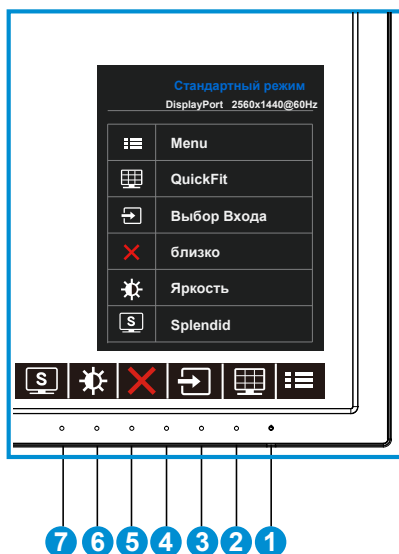 Стандартный режим
DisplayPort 2560x1440@60Hz
Menu
QuickFit
Выбор Входа
близко
Яркость
S Splendid
S
7 6 5 4 3 2 1